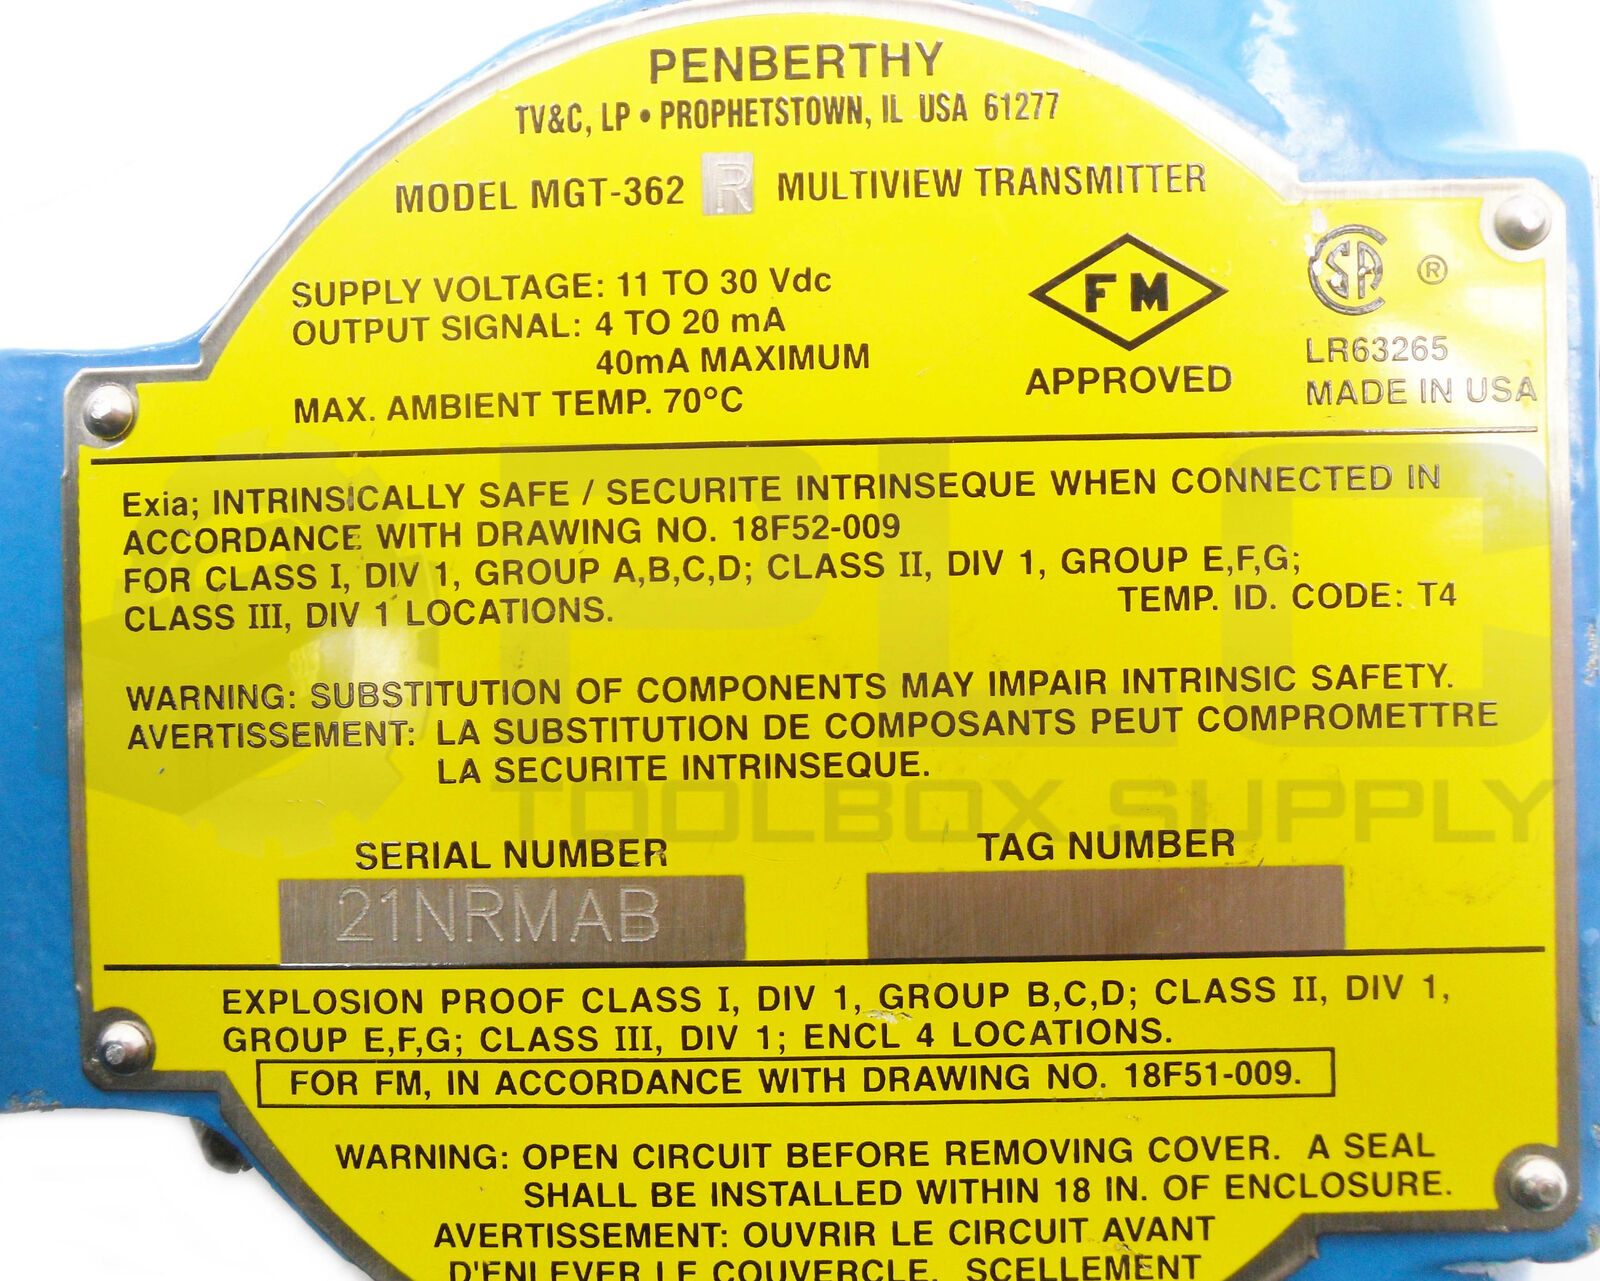 PENBERTHY
TV&C, LP • PROPHETSTOWN, IL USA 61277
MODEL MGT-362 R MULTIVIEW TRANSMITTER
SUPPLY VOLTAGE: 11 TO 30 Vdc
OUTPUT SIGNAL: 4 TO 20 mA
40mA MAXIMUM
MAX. AMBIENT TEMP. 70°C
FM
APPROVED
CSA ®
LR63265
MADE IN USA
Exia; INTRINSICALLY SAFE / SECURITE INTRINSEQUE WHEN CONNECTED IN
ACCORDANCE WITH DRAWING NO. 18F52-009
FOR CLASS I, DIV 1, GROUP A,B,C,D; CLASS II, DIV 1, GROUP E,F,G;
CLASS III, DIV 1 LOCATIONS. TEMP. ID. CODE: T4
WARNING: SUBSTITUTION OF COMPONENTS MAY IMPAIR INTRINSIC SAFETY.
AVERTISSEMENT: LA SUBSTITUTION DE COMPOSANTS PEUT COMPROMETTRE
LA SECURITE INTRINSEQUE.
PLC
TOOLBOX SUPPLY
SERIAL NUMBER TAG NUMBER
21NRMAB
EXPLOSION PROOF CLASS I, DIV 1, GROUP B,C,D; CLASS II, DIV 1,
GROUP E,F,G; CLASS III, DIV 1; ENCL 4 LOCATIONS.
FOR FM, IN ACCORDANCE WITH DRAWING NO. 18F51-009.
WARNING: OPEN CIRCUIT BEFORE REMOVING COVER. A SEAL
SHALL BE INSTALLED WITHIN 18 IN. OF ENCLOSURE.
AVERTISSEMENT: OUVRIR LE CIRCUIT AVANT
D'ENLEVER LE COUVERCLE. SCELLEMENT